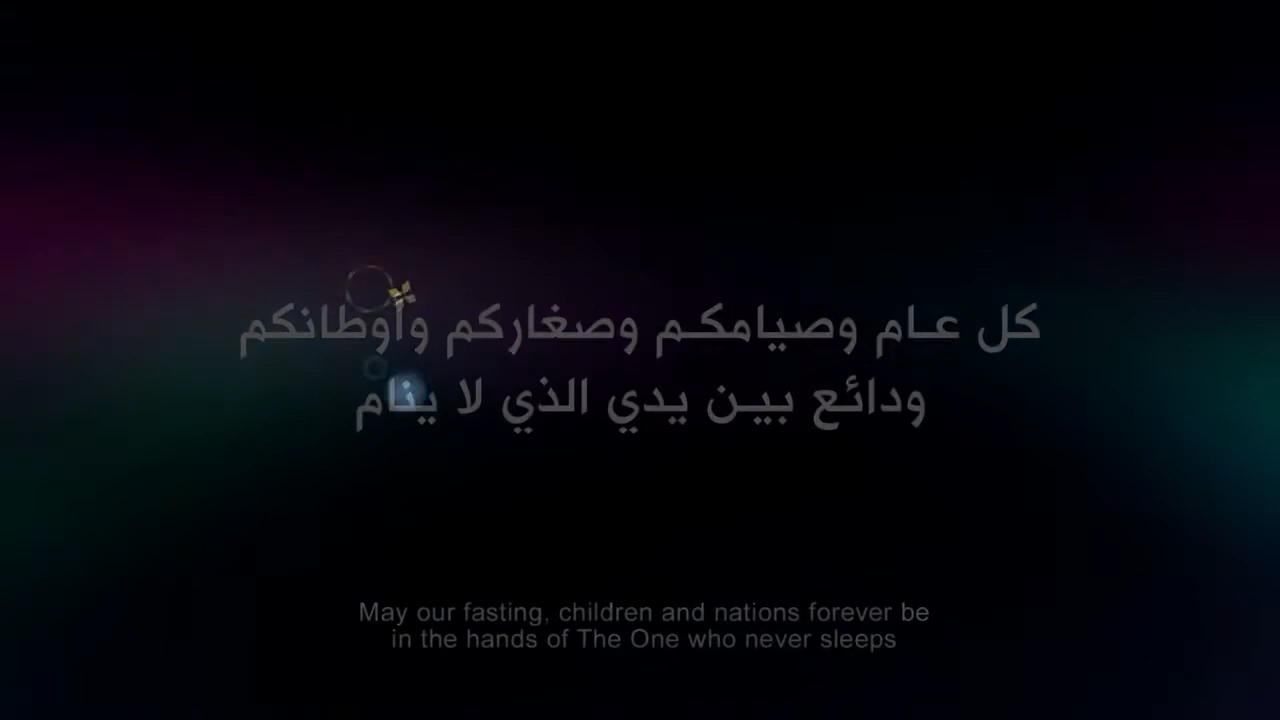 كل عام وصيامكم وصغاركم وأوطانكم
ودائع بين يدي الذي لا ينام
May our fasting, children and nations forever be
in the hands of The One who never sleeps